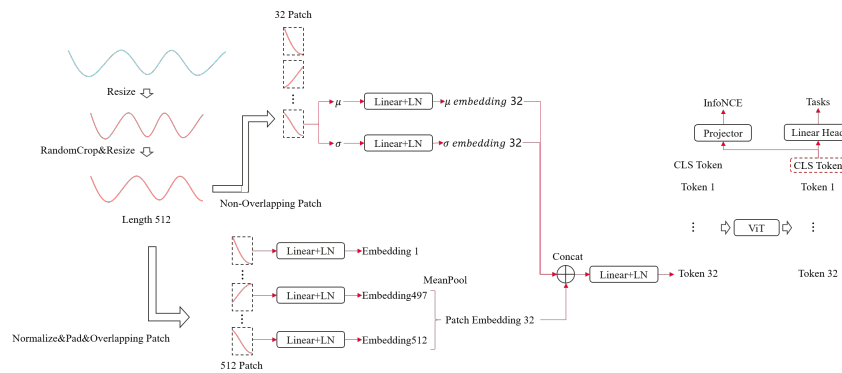 32 Patch
Resize
RandomCrop&Resize
Length 512
Non-Overlapping Patch
μ
Linear+LN
μ embedding 32
σ
Linear+LN
σ embedding 32
InfoNCE
Tasks
Projector
Linear Head
CLS Token
CLS Token
Token 1
Token 1
ViT
Concat
Linear+LN
Token 32
Token 32
Linear+LN
Embedding 1
MeanPool
Linear+LN
Embedding497
Patch Embedding 32
Linear+LN
Embedding512
Normalize&Pad&Overlapping Patch
512 Patch